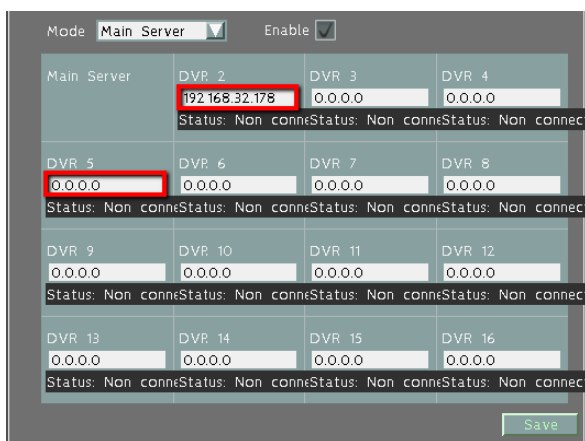 Mode Main Server Enable
Main Server DVR 2 DVR 3 DVR 4
192.168.32.178 0.0.0.0 0.0.0.0
Status: Non conne Status: Non conne Status: Non connec
DVR 5 DVR 6 DVR 7 DVR 8
0.0.0.0 0.0.0.0 0.0.0.0 0.0.0.0
Status: Non conne Status: Non conne Status: Non conne Status: Non connec
DVR 9 DVR 10 DVR 11 DVR 12
0.0.0.0 0.0.0.0 0.0.0.0 0.0.0.0
Status: Non conne Status: Non conne Status: Non conne Status: Non connec
DVR 13 DVR 14 DVR 15 DVR 16
0.0.0.0 0.0.0.0 0.0.0.0 0.0.0.0
Status: Non conne Status: Non conne Status: Non conne Status: Non connec
Save